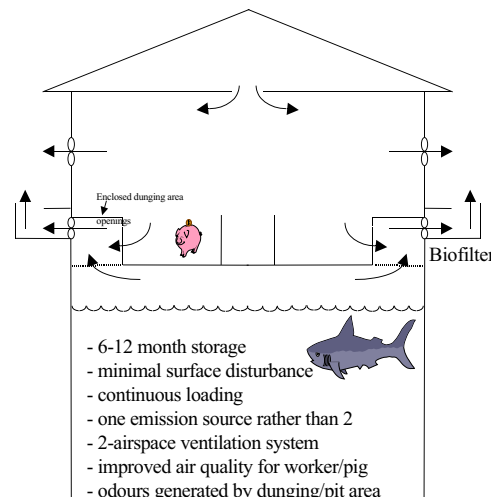 Enclosed dunging area
openings
Biofilter
- 6-12 month storage
- minimal surface disturbance
- continuous loading
- one emission source rather than 2
- 2-airspace ventilation system
- improved air quality for worker/pig
- odours generated by dunging/pit area